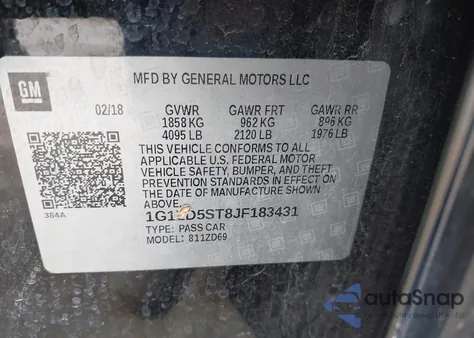 GM
MFD BY GENERAL MOTORS LLC
02/18 GVWR GAWR FRT GAWR RR
1858 KG 962 KG 896 KG
4095 LB 2120 LB 1976 LB
THIS VEHICLE CONFORMS TO ALL
APPLICABLE U.S. FEDERAL MOTOR
VEHICLE SAFETY, BUMPER, AND THEFT
PREVENTION STANDARDS IN EFFECT ON
THE DATE OF MANUFACTURE SHOWN
ABOVE.
384A
TYPE: PASS CAR
MODEL: 811ZD69
autoSnap